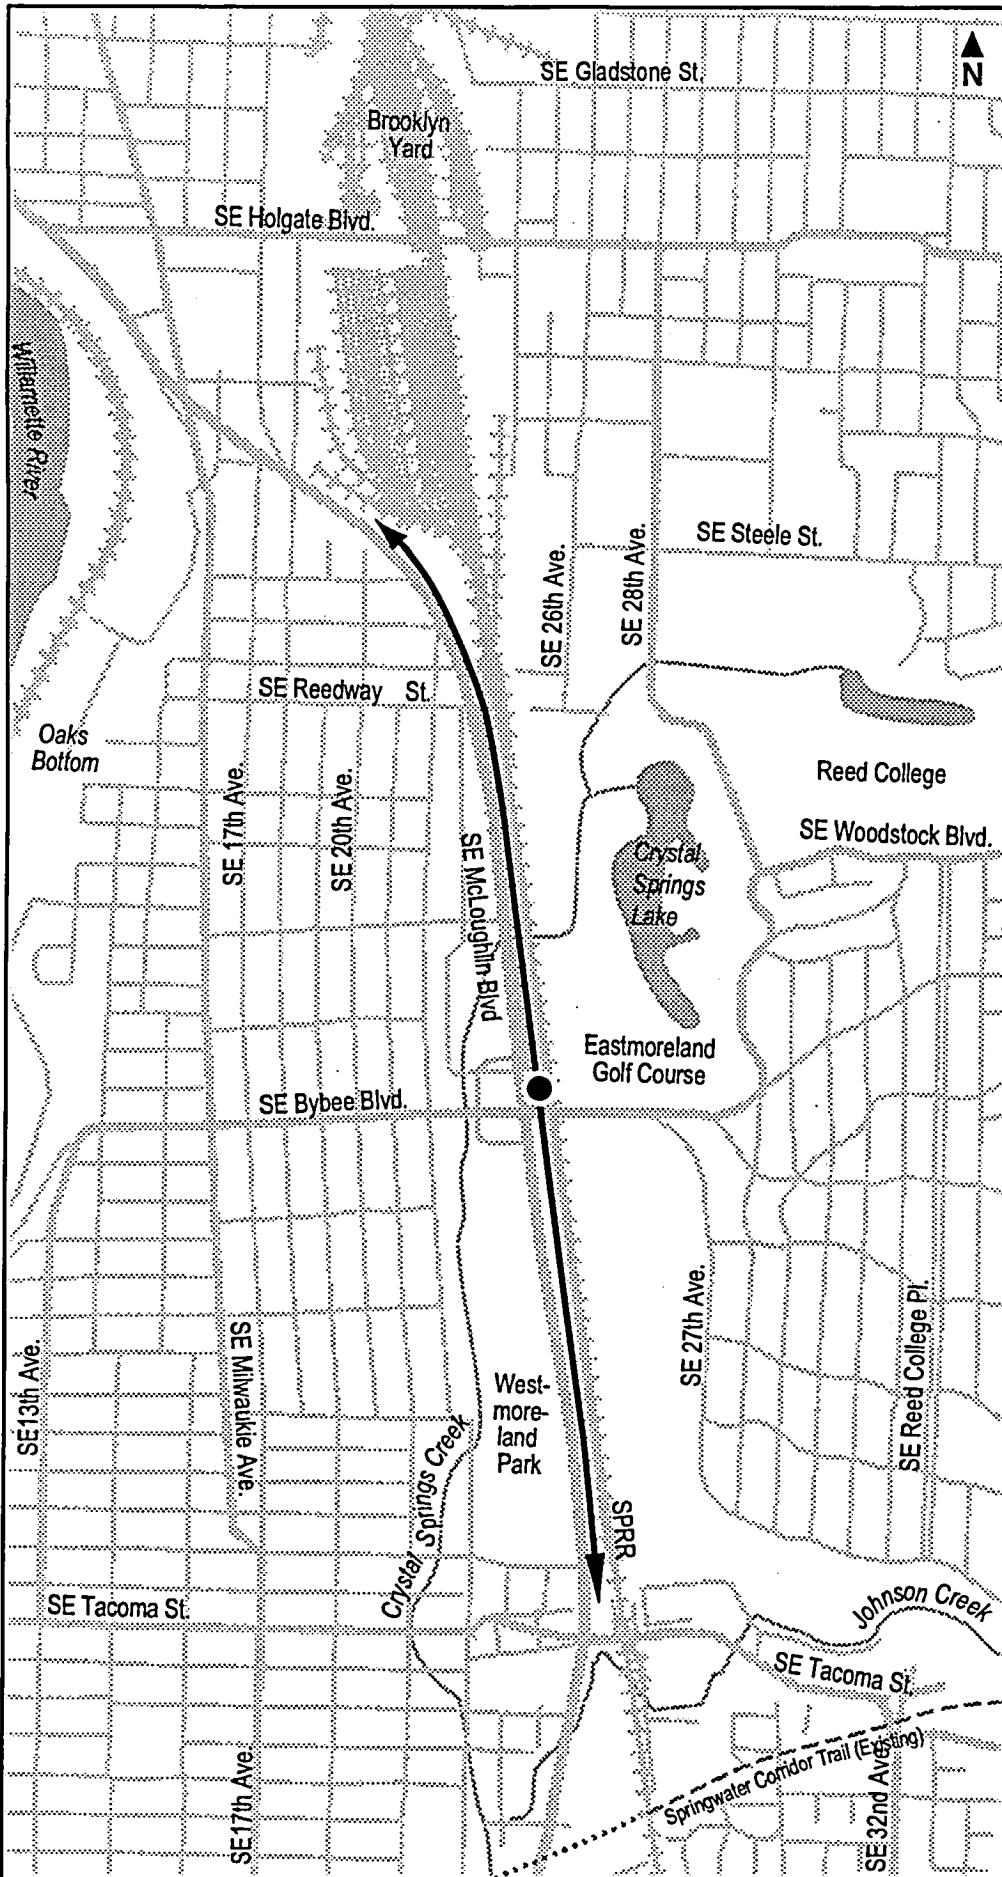 SE Gladstone St.
N
Brooklyn
Yard
SE Holgate Blvd.
Willamette River
SE Steele St.
SE 26th Ave.
SE 28th Ave.
SE Reedway St.
Oaks
Bottom
Reed College
SE 17th Ave.
SE 20th Ave.
SE McLoughlin Blvd
SE Woodstock Blvd.
Crystal
Springs
Lake
Eastmoreland
Golf Course
SE Bybee Blvd.
SE 27th Ave.
SE Reed College Pl.
SE13th Ave.
SE Milwaukie Ave.
West-
more-
land
Park
Crystal Springs Creek
SPRR
SE Tacoma St.
Johnson Creek
SE Tacoma St.
Springwater Corridor Trail (Existing)
SE17th Ave.
SE 32nd Ave.